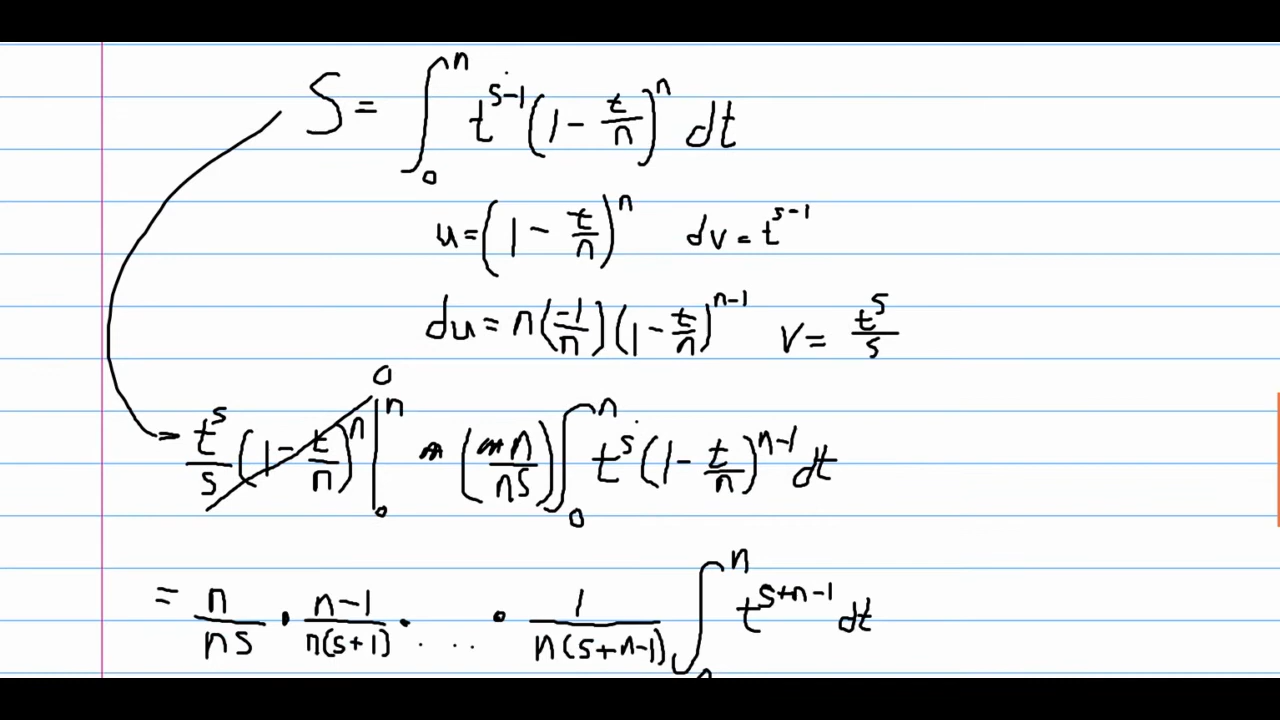 S = ∫₀ⁿ t^(s-1) (1 - t/n)^n dt
u = (1 - t/n)^n dv = t^(s-1)
du = n(-1/n)(1 - t/n)^(n-1) v = t^s/s
0
t^s/s (1 - t/n)^n |₀ⁿ (n/ns) ∫₀ⁿ t^s (1 - t/n)^(n-1) dt
= n/ns · (n-1)/n(s+1) · . . . · 1/n(s+n-1) ∫ⁿ t^(s+n-1) dt